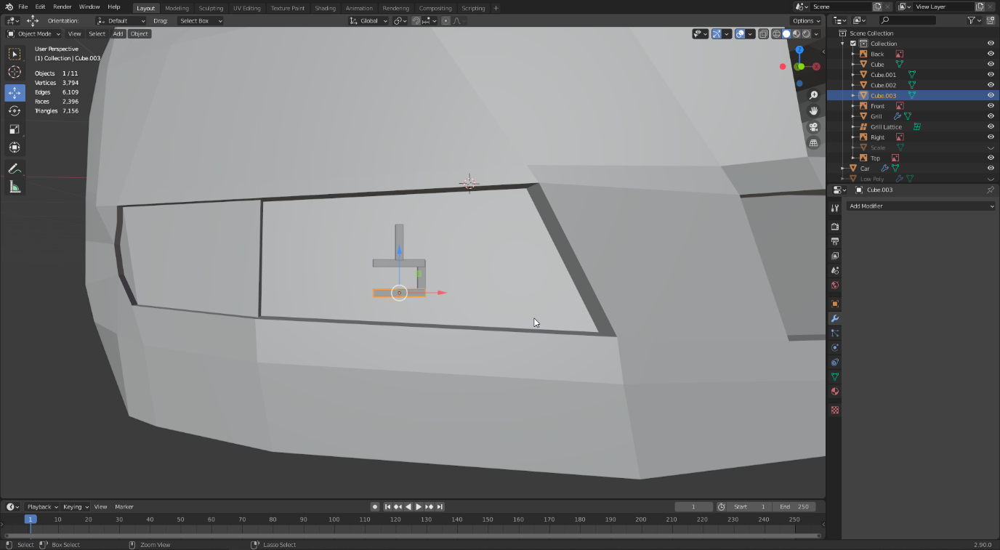 File Edit Render Window Help Layout Modeling Sculpting UV Editing Texture Paint Shading Animation Rendering Compositing Scripting + Scene View Layer
Orientation: Default Drag: Select Box Global Options
Object Mode View Select Add Object
User Perspective
(1) Collection | Cube.003
Objects 1 / 11
Vertices 3,794
Edges 6,109
Faces 2,396
Triangles 7,156
Z
Scene Collection
Collection
Back
Cube
Cube.001
Cube.002
Cube.003
Front
Grill
Grill Lattice
Right
Scale
Top
Car
Low Poly
Cube.003
Add Modifier
Playback Keying View Marker 1 Start 1 End 250
1 10 20 30 40 50 60 70 80 90 100 110 120 130 140 150 160 170 180 190 200 210 220 230 240 250
Select Box Select Zoom View Lasso Select 2.90.0